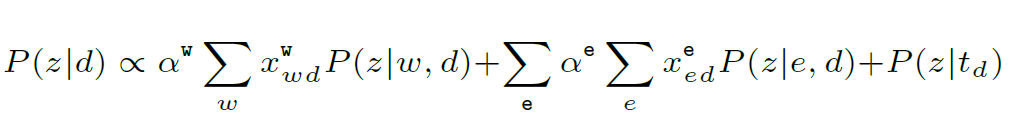 P(z|d) ∝ α^w ∑_w x^w_{wd} P(z|w, d) + ∑_e α^e ∑_e x^e_{ed} P(z|e, d) + P(z|t_d)